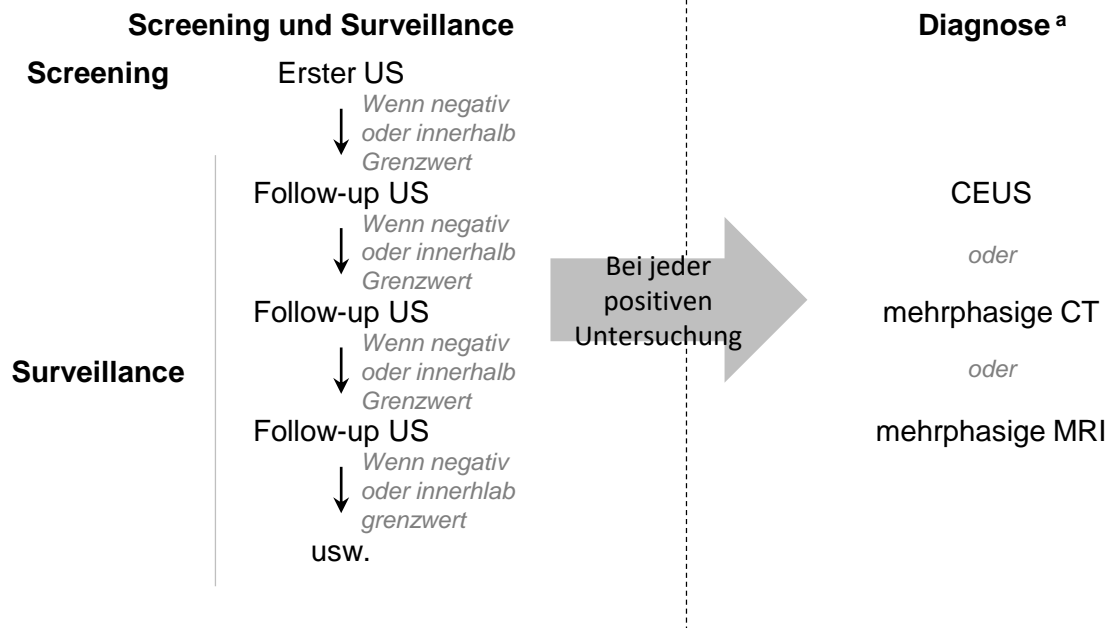 Screening und Surveillance
Screening
Erster US
Wenn negativ
oder innerhalb
Grenzwert
Follow-up US
Wenn negativ
oder innerhalb
Grenzwert
Follow-up US
Wenn negativ
oder innerhalb
Grenzwert
Surveillance
Follow-up US
Wenn negativ
oder innerhlab
grenzwert
usw.
Bei jeder
positiven
Untersuchung
Diagnose a
CEUS
oder
mehrphasige CT
oder
mehrphasige MRI